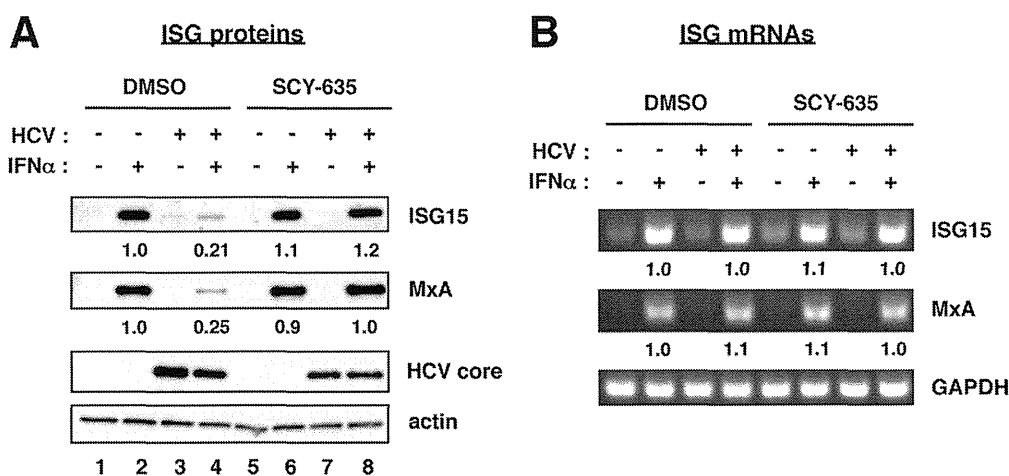 A
ISG proteins
DMSO SCY-635
HCV : - - + + - - + +
IFNα : - + - + - + - +
ISG15
1.0 0.21 1.1 1.2
MxA
1.0 0.25 0.9 1.0
HCV core
actin
1 2 3 4 5 6 7 8
B
ISG mRNAs
DMSO SCY-635
HCV : - - + + - - + +
IFNα : - + - + - + - +
ISG15
1.0 1.0 1.1 1.0
MxA
1.0 1.1 1.1 1.0
GAPDH